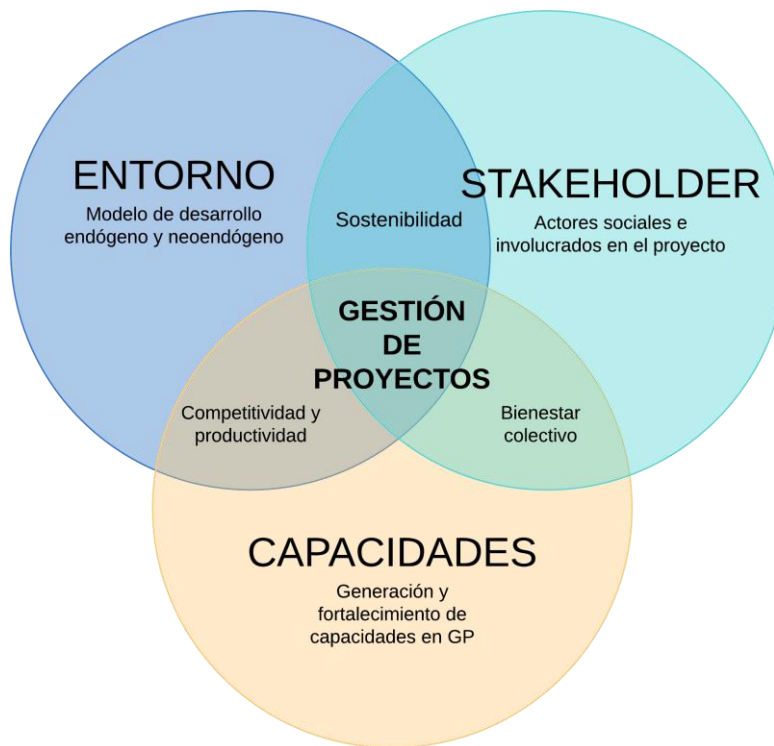 ENTORNO
Modelo de desarrollo
endógeno y neoendógeno
Sostenibilidad
STAKEHOLDER
Actores sociales e
involucrados en el proyecto
GESTIÓN
DE
PROYECTOS
Competitividad y
productividad
Bienestar
colectivo
CAPACIDADES
Generación y
fortalecimiento de
capacidades en GP